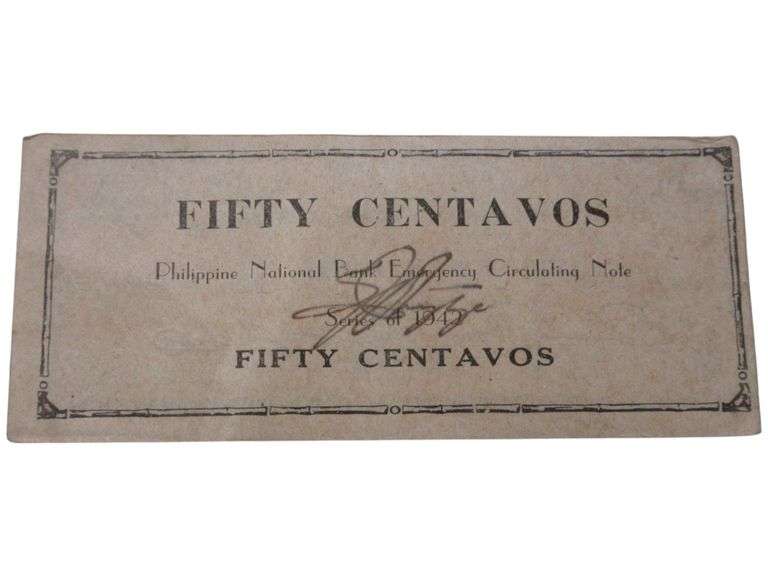 FIFTY CENTAVOS
Philippine National Bank Emergency Circulating Note
Series of 1942
FIFTY CENTAVOS